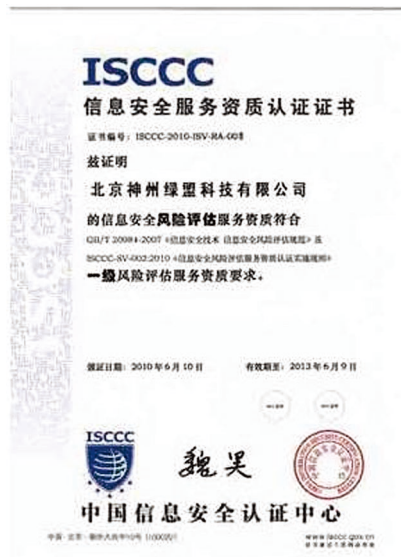 ISCCC
信息安全服务资质认证证书
证书编号: ISCCC-2010-ISV-RA-008
兹证明
北京神州绿盟科技有限公司
的信息安全风险评估服务资质符合
GB/T 20984-2007《信息安全技术 信息安全风险评估规范》及
ISCCC-SV-002:2010《信息安全风险评估服务资质认证实施规则》
一级风险评估服务资质要求。
颁证日期: 2010年6月10日 有效期至: 2013年6月9日
ISCCC
魏昊
中国信息安全认证中心
www.isccc.gov.cn